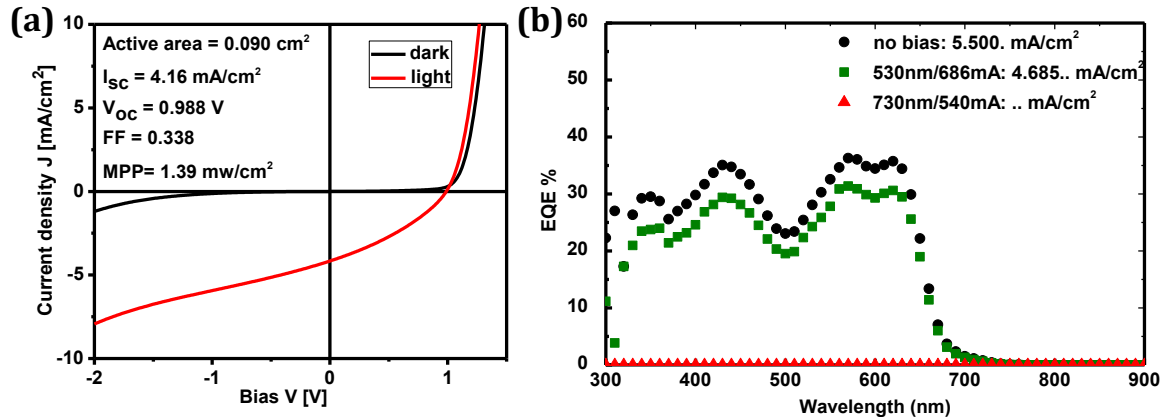 (a)
Active area = 0.090 cm²
I_SC = 4.16 mA/cm²
V_OC = 0.988 V
FF = 0.338
MPP= 1.39 mw/cm²
dark
light
Current density J [mA/cm²]
10
5
0
-5
-10
-2
-1
0
1
Bias V [V]
(b)
no bias: 5.500. mA/cm²
530nm/686mA: 4.685.. mA/cm²
730nm/540mA: .. mA/cm²
EQE %
60
50
40
30
20
10
0
300
400
500
600
700
800
900
Wavelength (nm)